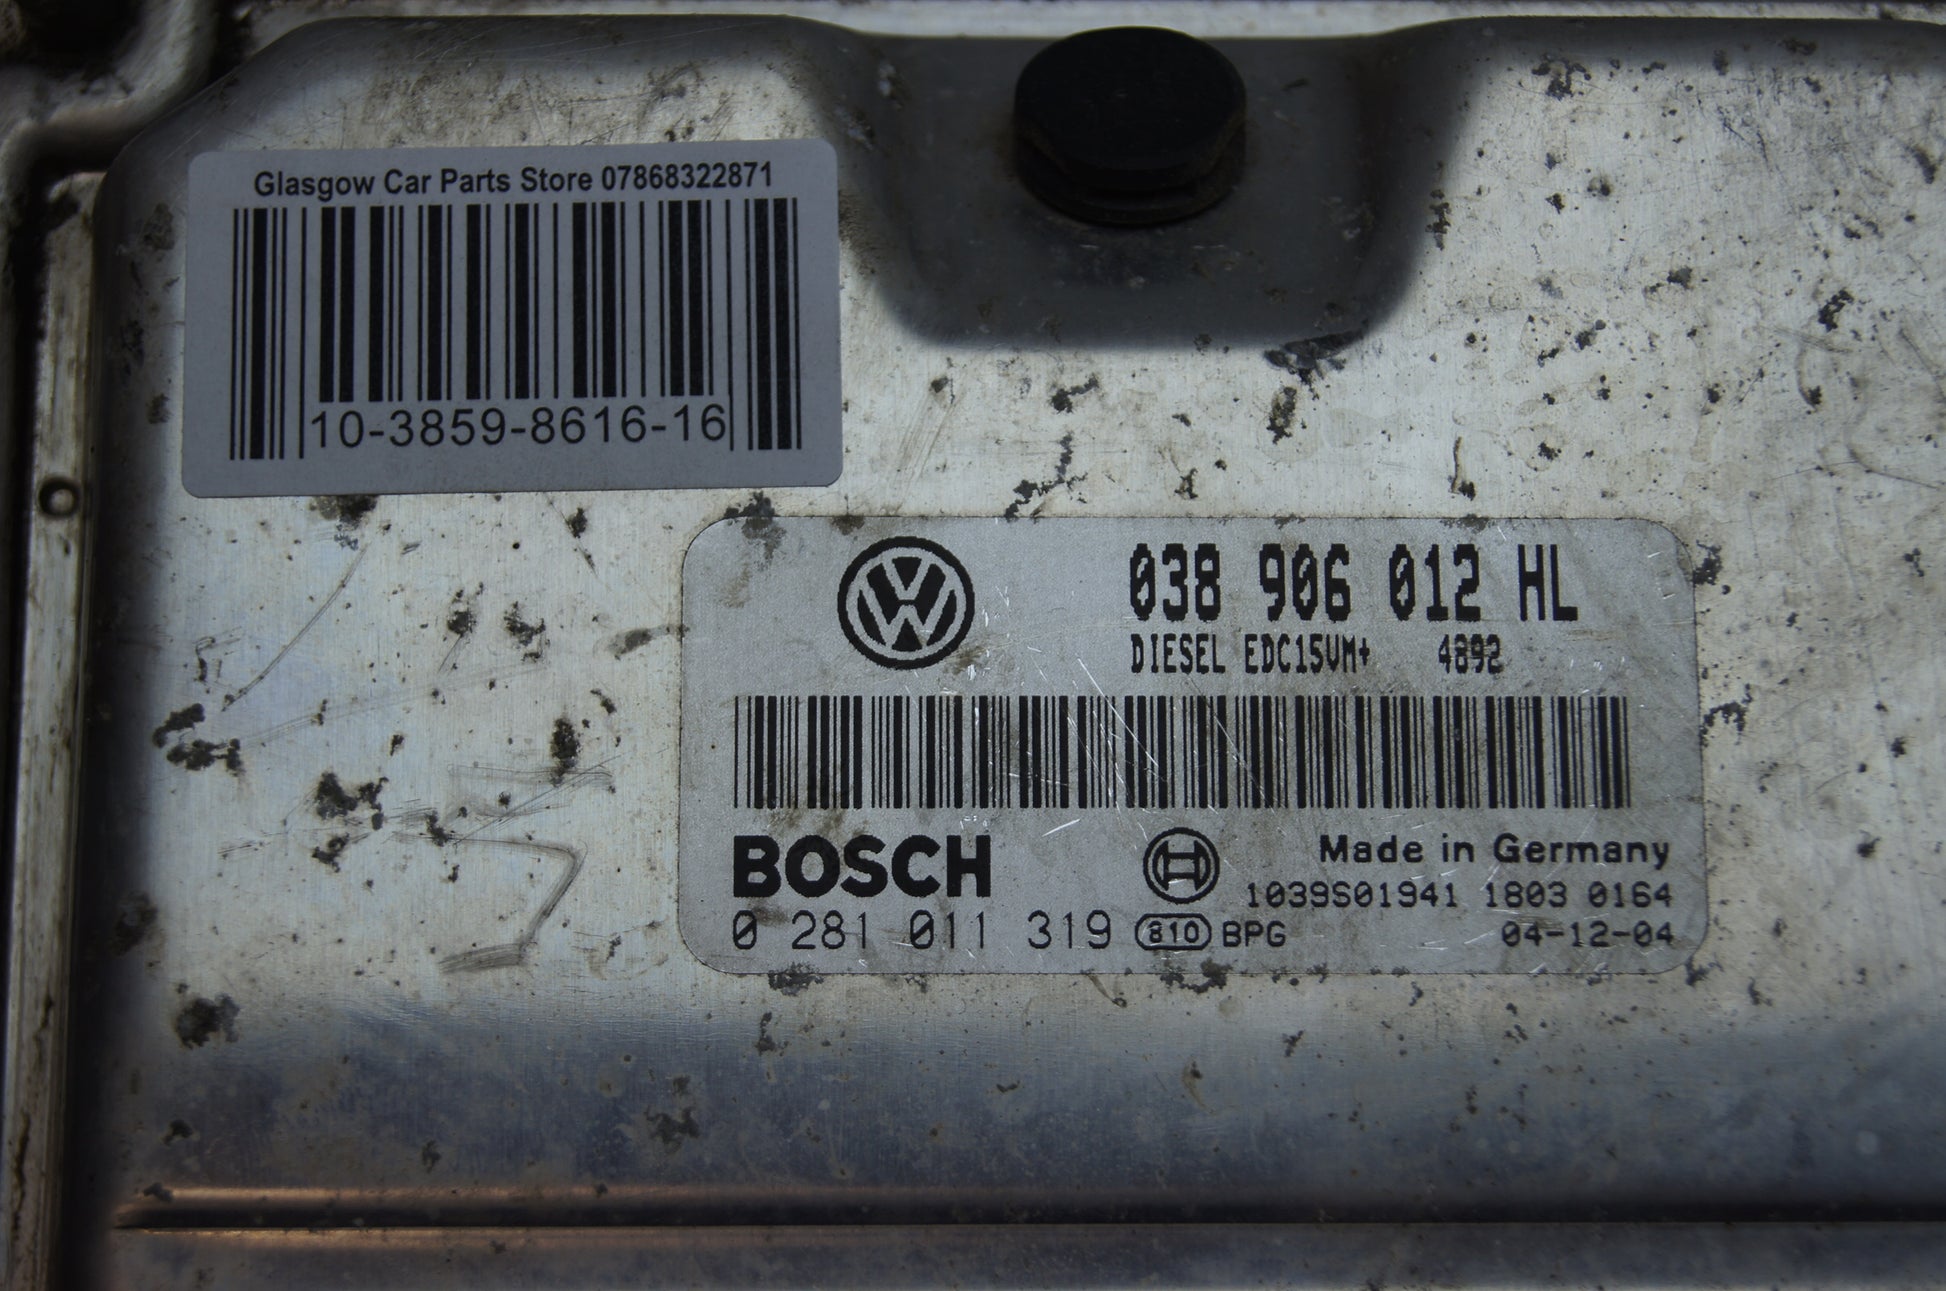 Glasgow Car Parts Store 07868322871
10-3859-8616-16
038 906 012 HL
DIESEL EDC15VM+ 4892
BOSCH
Made in Germany
1039S01941 1803 0164
0 281 011 319 810 BPG 04-12-04